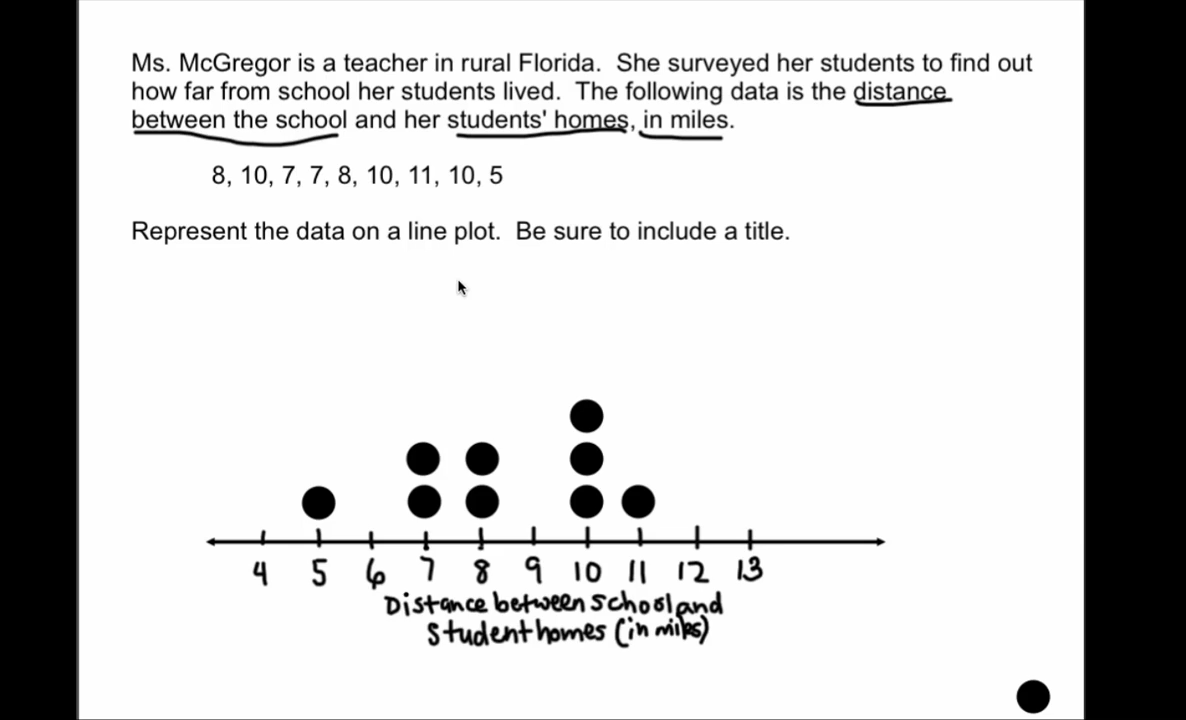 Ms. McGregor is a teacher in rural Florida.  She surveyed her students to find out
how far from school her students lived.  The following data is the distance
between the school and her students' homes, in miles.
8, 10, 7, 7, 8, 10, 11, 10, 5
Represent the data on a line plot.  Be sure to include a title.
4 5 6 7 8 9 10 11 12 13
Distance between school and
Student homes (in miles)